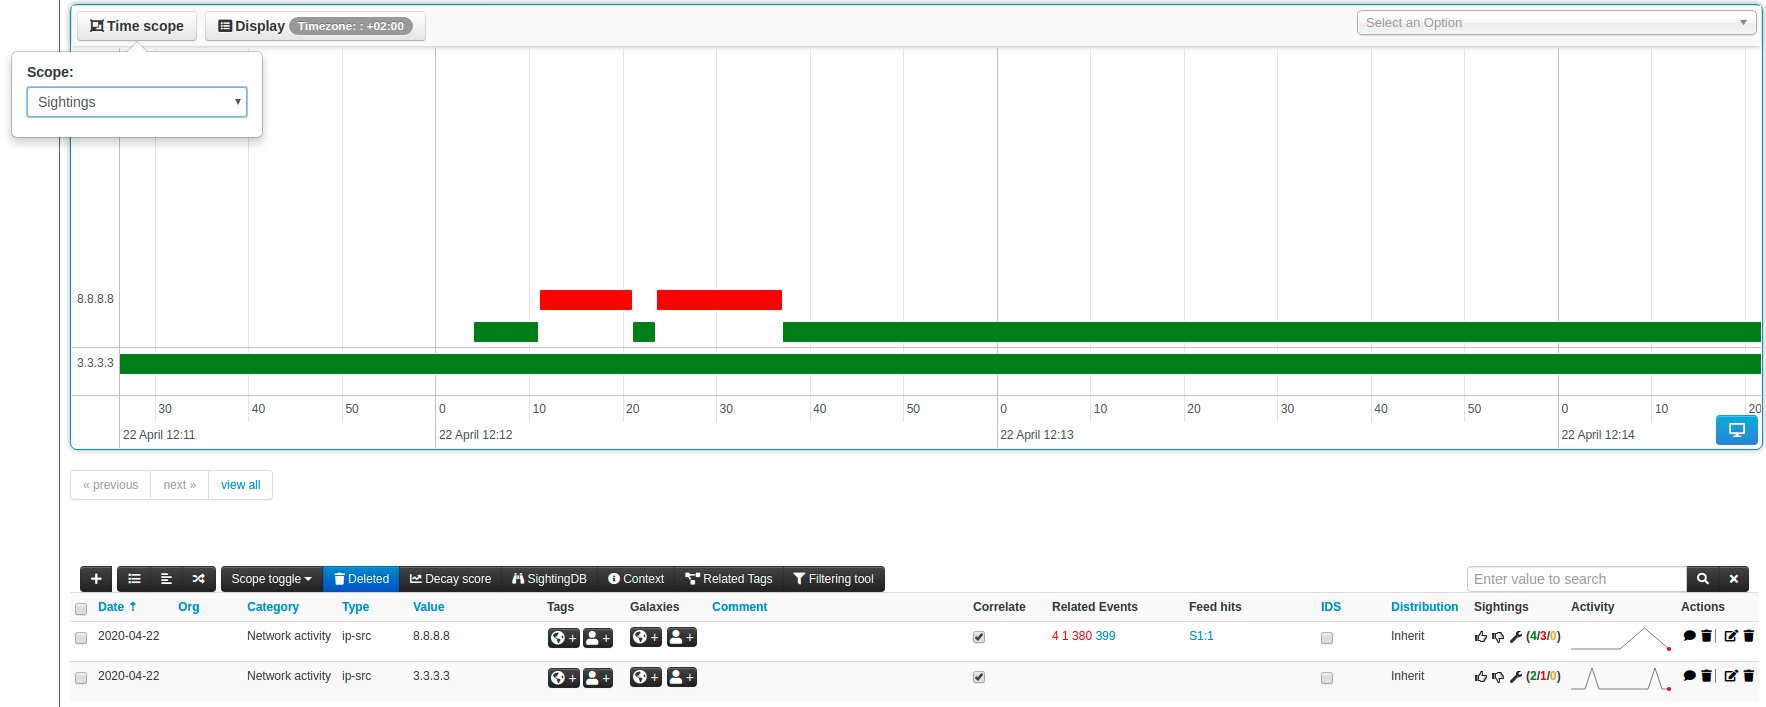 Time scope Display Timezone: : +02:00 Select an Option
Scope:
Sightings
8.8.8.8
3.3.3.3
30 40 50 0 10 20 30 40 50 0 10 20 30 40 50 0 10 20
22 April 12:11 22 April 12:12 22 April 12:13 22 April 12:14
« previous next » view all
Scope toggle Deleted Decay score SightingDB Context Related Tags Filtering tool Enter value to search
Date Org Category Type Value Tags Galaxies Comment Correlate Related Events Feed hits IDS Distribution Sightings Activity Actions
2020-04-22 Network activity ip-src 8.8.8.8 + + + + 4 1 380 399 S1:1 Inherit (4/3/0)
2020-04-22 Network activity ip-src 3.3.3.3 + + + + Inherit (2/1/0)